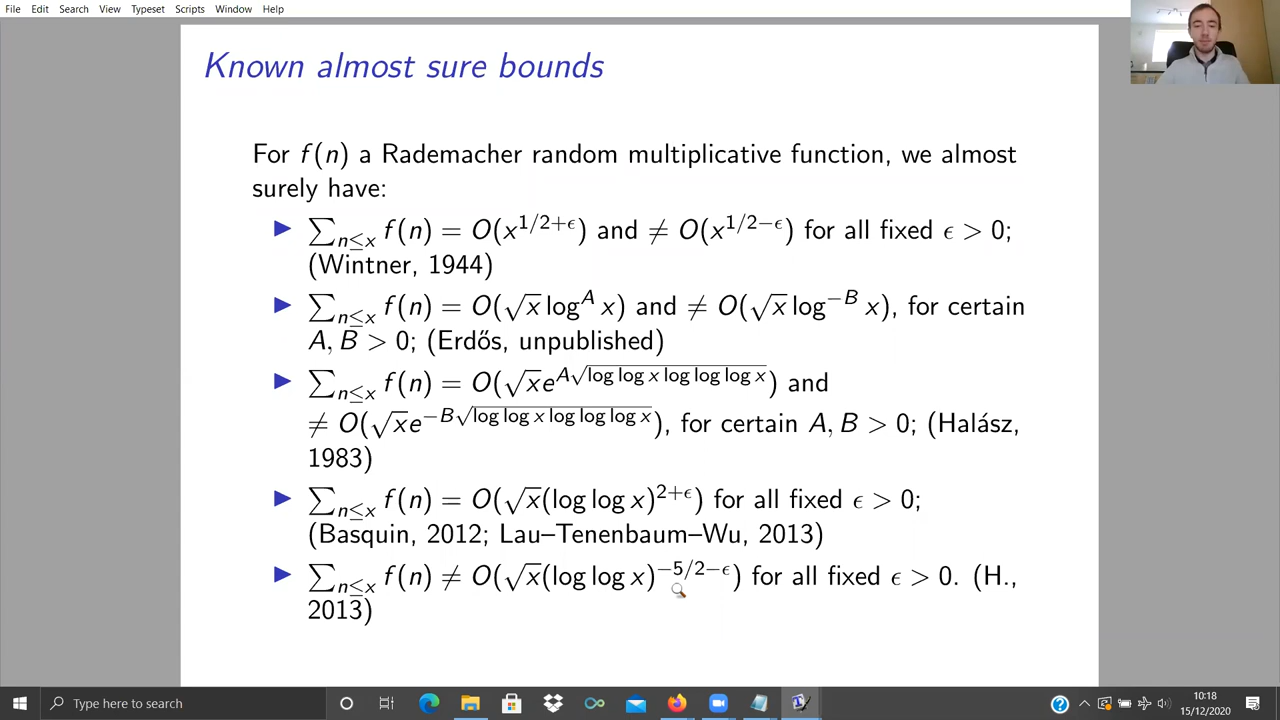 File Edit Search View Typeset Scripts Window Help
Known almost sure bounds
For f(n) a Rademacher random multiplicative function, we almost
surely have:
▶ ∑_{n≤x} f(n) = O(x^{1/2+ϵ}) and ≠ O(x^{1/2−ϵ}) for all fixed ϵ > 0;
(Wintner, 1944)
▶ ∑_{n≤x} f(n) = O(√x log^A x) and ≠ O(√x log^{−B} x), for certain
A, B > 0; (Erdős, unpublished)
▶ ∑_{n≤x} f(n) = O(√x e^{A√(log log x log log log x)}) and
≠ O(√x e^{−B√(log log x log log log x)}), for certain A, B > 0; (Halász,
1983)
▶ ∑_{n≤x} f(n) = O(√x(log log x)^{2+ϵ}) for all fixed ϵ > 0;
(Basquin, 2012; Lau–Tenenbaum–Wu, 2013)
▶ ∑_{n≤x} f(n) ≠ O(√x(log log x)^{−5/2−ϵ}) for all fixed ϵ > 0. (H.,
2013)
Type here to search
10:18
15/12/2020